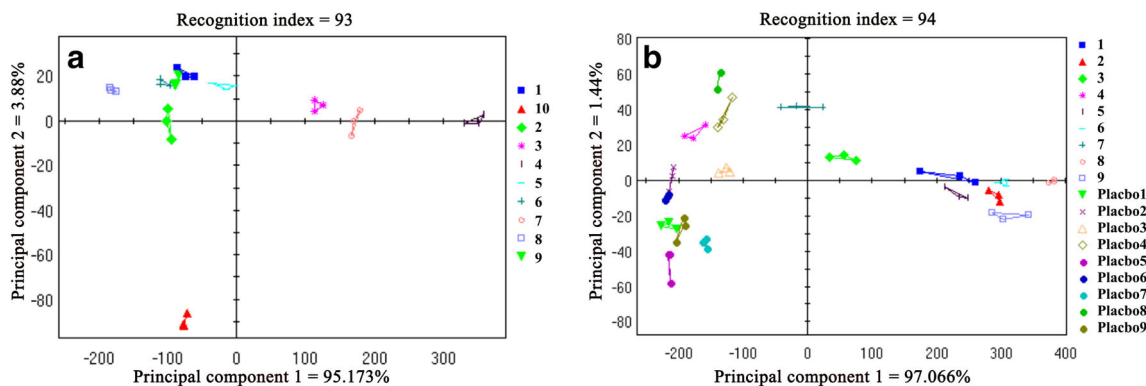 Recognition index = 93
a
Principal component 2 = 3.88%
20
0
-20
-40
-60
-80
-200
-100
0
100
200
300
Principal component 1 = 95.173%
1
10
2
3
4
5
6
7
8
9
Recognition index = 94
b
Principal component 2 = 1.44%
80
60
40
20
0
-20
-40
-60
-80
-200
-100
0
100
200
300
400
Principal component 1 = 97.066%
1
2
3
4
5
6
7
8
9
Placbo1
Placbo2
Placbo3
Placbo4
Placbo5
Placbo6
Placbo7
Placbo8
Placbo9